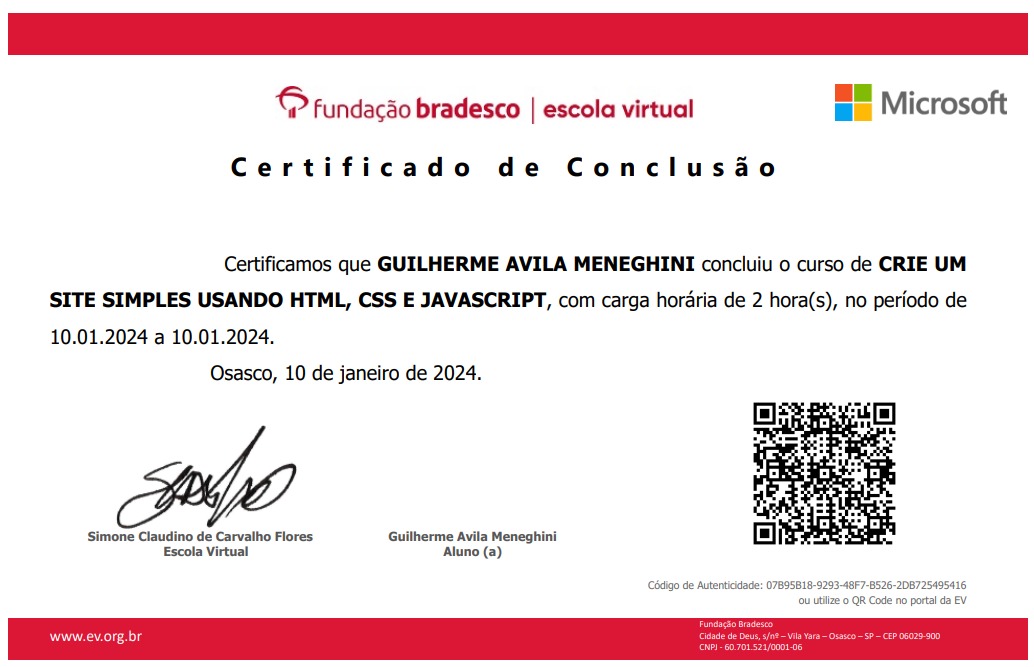 fundação bradesco | escola virtual
Microsoft
Certificado de Conclusão
Certificamos que GUILHERME AVILA MENEGHINI concluiu o curso de CRIE UM
SITE SIMPLES USANDO HTML, CSS E JAVASCRIPT, com carga horária de 2 hora(s), no período de
10.01.2024 a 10.01.2024.
Osasco, 10 de janeiro de 2024.
Simone Claudino de Carvalho Flores
Escola Virtual
Guilherme Avila Meneghini
Aluno (a)
Código de Autenticidade: 07B95B18-9293-48F7-B526-2DB725495416
ou utilize o QR Code no portal da EV
www.ev.org.br
Fundação Bradesco
Cidade de Deus, s/nº – Vila Yara – Osasco – SP – CEP 06029-900
CNPJ - 60.701.521/0001-06